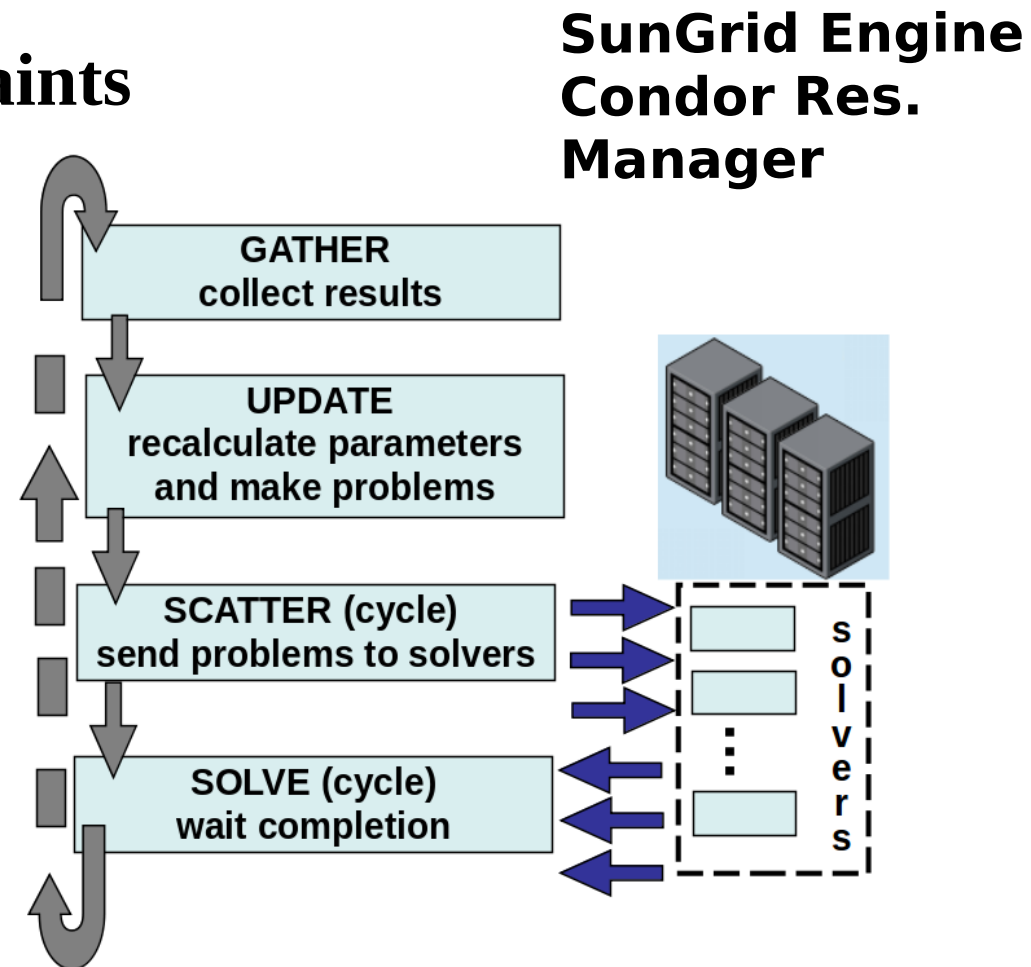 SunGrid Engine
Condor Res.
Manager
aints
GATHER
collect results
UPDATE
recalculate parameters
and make problems
SCATTER (cycle)
send problems to solvers
SOLVE (cycle)
wait completion
solvers